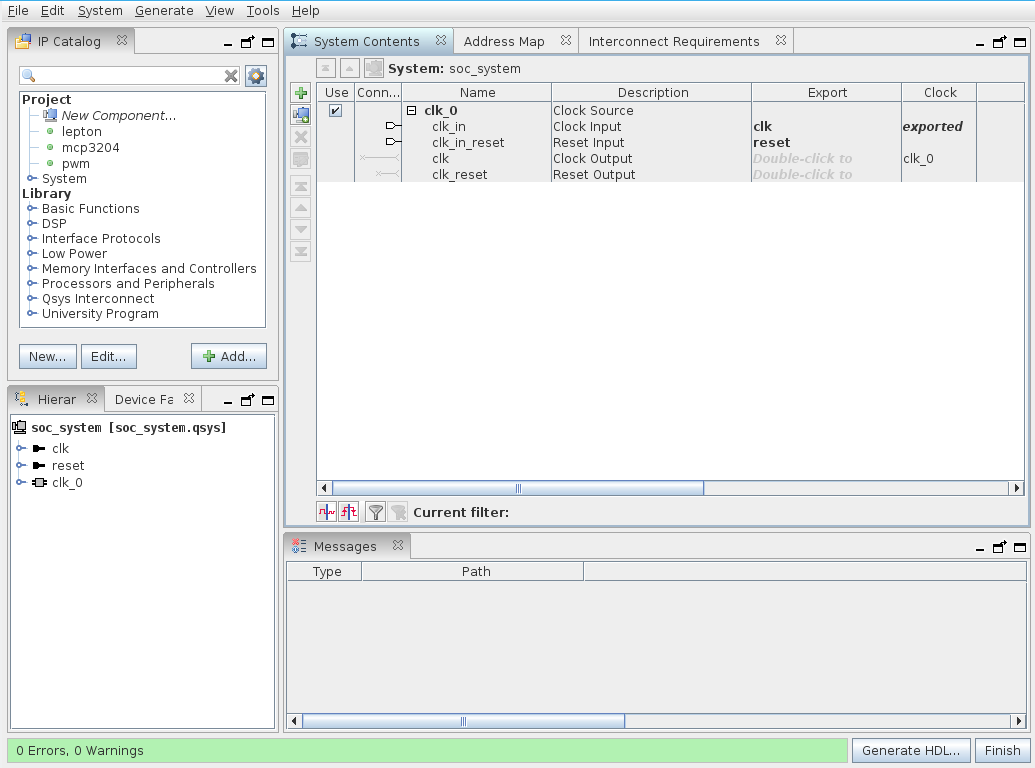 File Edit System Generate View Tools Help
IP Catalog
Project
New Component...
lepton
mcp3204
pwm
System
Library
Basic Functions
DSP
Interface Protocols
Low Power
Memory Interfaces and Controllers
Processors and Peripherals
Qsys Interconnect
University Program
New... Edit... Add...
Hierar Device Fa
soc_system [soc_system.qsys]
clk
reset
clk_0
System Contents Address Map Interconnect Requirements
System: soc_system
Use Conn... Name Description Export Clock
clk_0 Clock Source
clk_in Clock Input clk exported
clk_in_reset Reset Input reset
clk Clock Output Double-click to clk_0
clk_reset Reset Output Double-click to
Current filter:
Messages
Type Path
0 Errors, 0 Warnings
Generate HDL... Finish